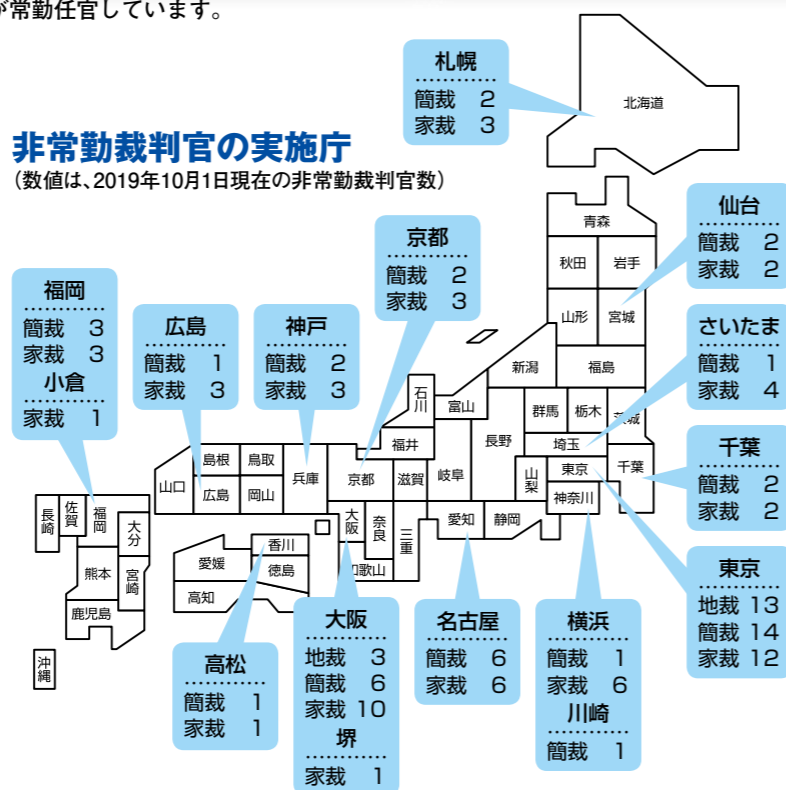 が常勤任官しています。
非常勤裁判官の実施庁
（数値は、2019年10月1日現在の非常勤裁判官数）
札幌
簡裁 2
家裁 3
仙台
簡裁 2
家裁 2
さいたま
簡裁 1
家裁 4
千葉
簡裁 2
家裁 2
東京
地裁 13
簡裁 14
家裁 12
横浜
簡裁 1
家裁 6
川崎
簡裁 1
名古屋
簡裁 6
家裁 6
京都
簡裁 2
家裁 3
大阪
地裁 3
簡裁 6
家裁 10
堺
家裁 1
神戸
簡裁 2
家裁 3
広島
簡裁 1
家裁 3
高松
簡裁 1
家裁 1
福岡
簡裁 3
家裁 3
小倉
家裁 1
北海道
青森
秋田
岩手
山形
宮城
新潟
福島
石川
富山
群馬
栃木
茨城
福井
長野
埼玉
山梨
東京
千葉
神奈川
岐阜
愛知
静岡
島根
鳥取
兵庫
京都
滋賀
山口
広島
岡山
大阪
奈良
三重
和歌山
香川
愛媛
徳島
高知
長崎
佐賀
福岡
大分
熊本
宮崎
鹿児島
沖縄